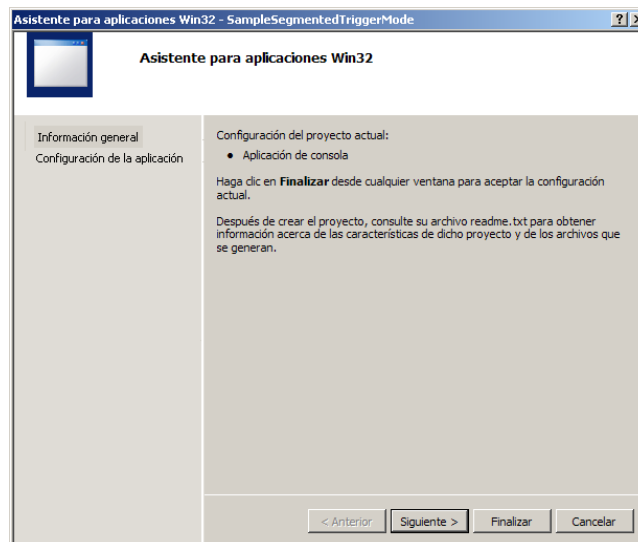 Asistente para aplicaciones Win32 - SampleSegmentedTriggerMode
Asistente para aplicaciones Win32
Información general
Configuración de la aplicación
Configuración del proyecto actual:
• Aplicación de consola
Haga clic en Finalizar desde cualquier ventana para aceptar la configuración
actual.
Después de crear el proyecto, consulte su archivo readme.txt para obtener
información acerca de las características de dicho proyecto y de los archivos que
se generan.
< Anterior
Siguiente >
Finalizar
Cancelar